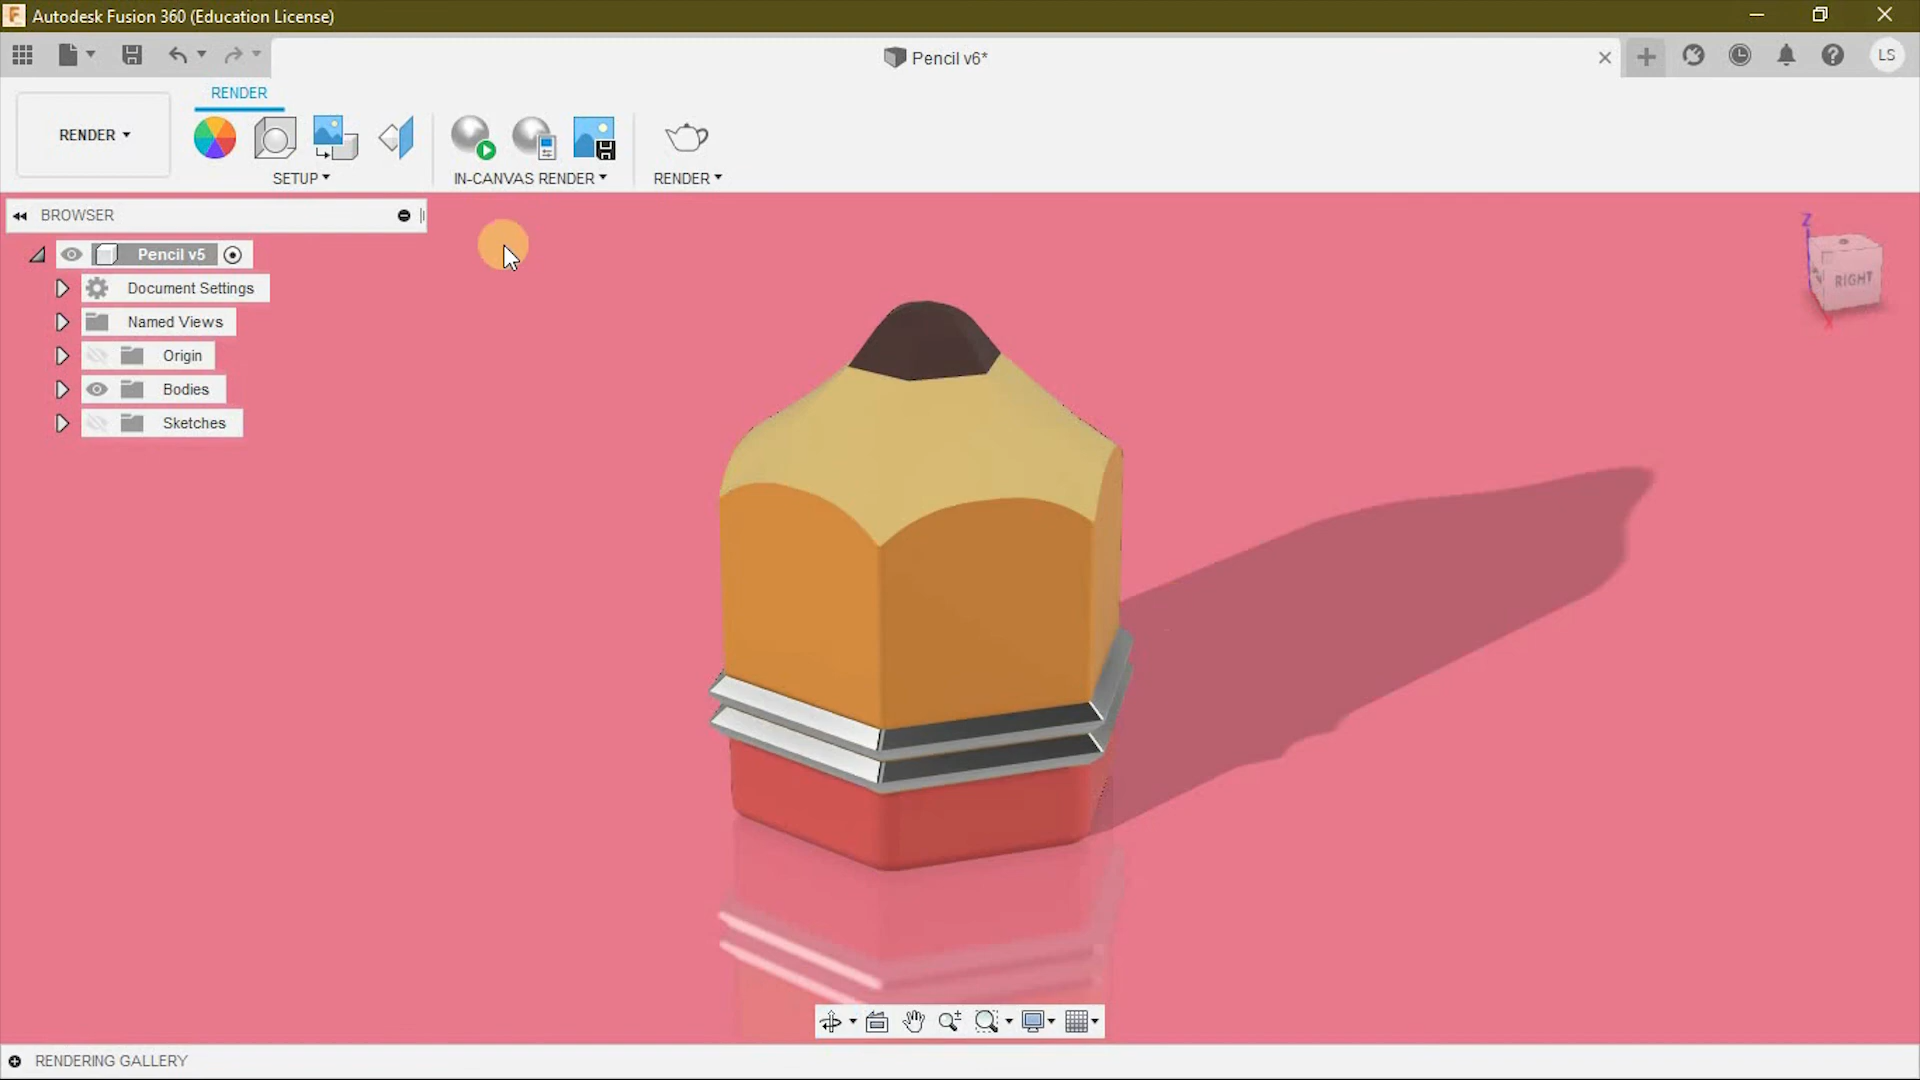 Autodesk Fusion 360 (Education License)
Pencil v6*
LS
RENDER
RENDER
SETUP
IN-CANVAS RENDER
RENDER
BROWSER
Pencil v5
Document Settings
Named Views
Origin
Bodies
Sketches
Z
RIGHT
X
RENDERING GALLERY